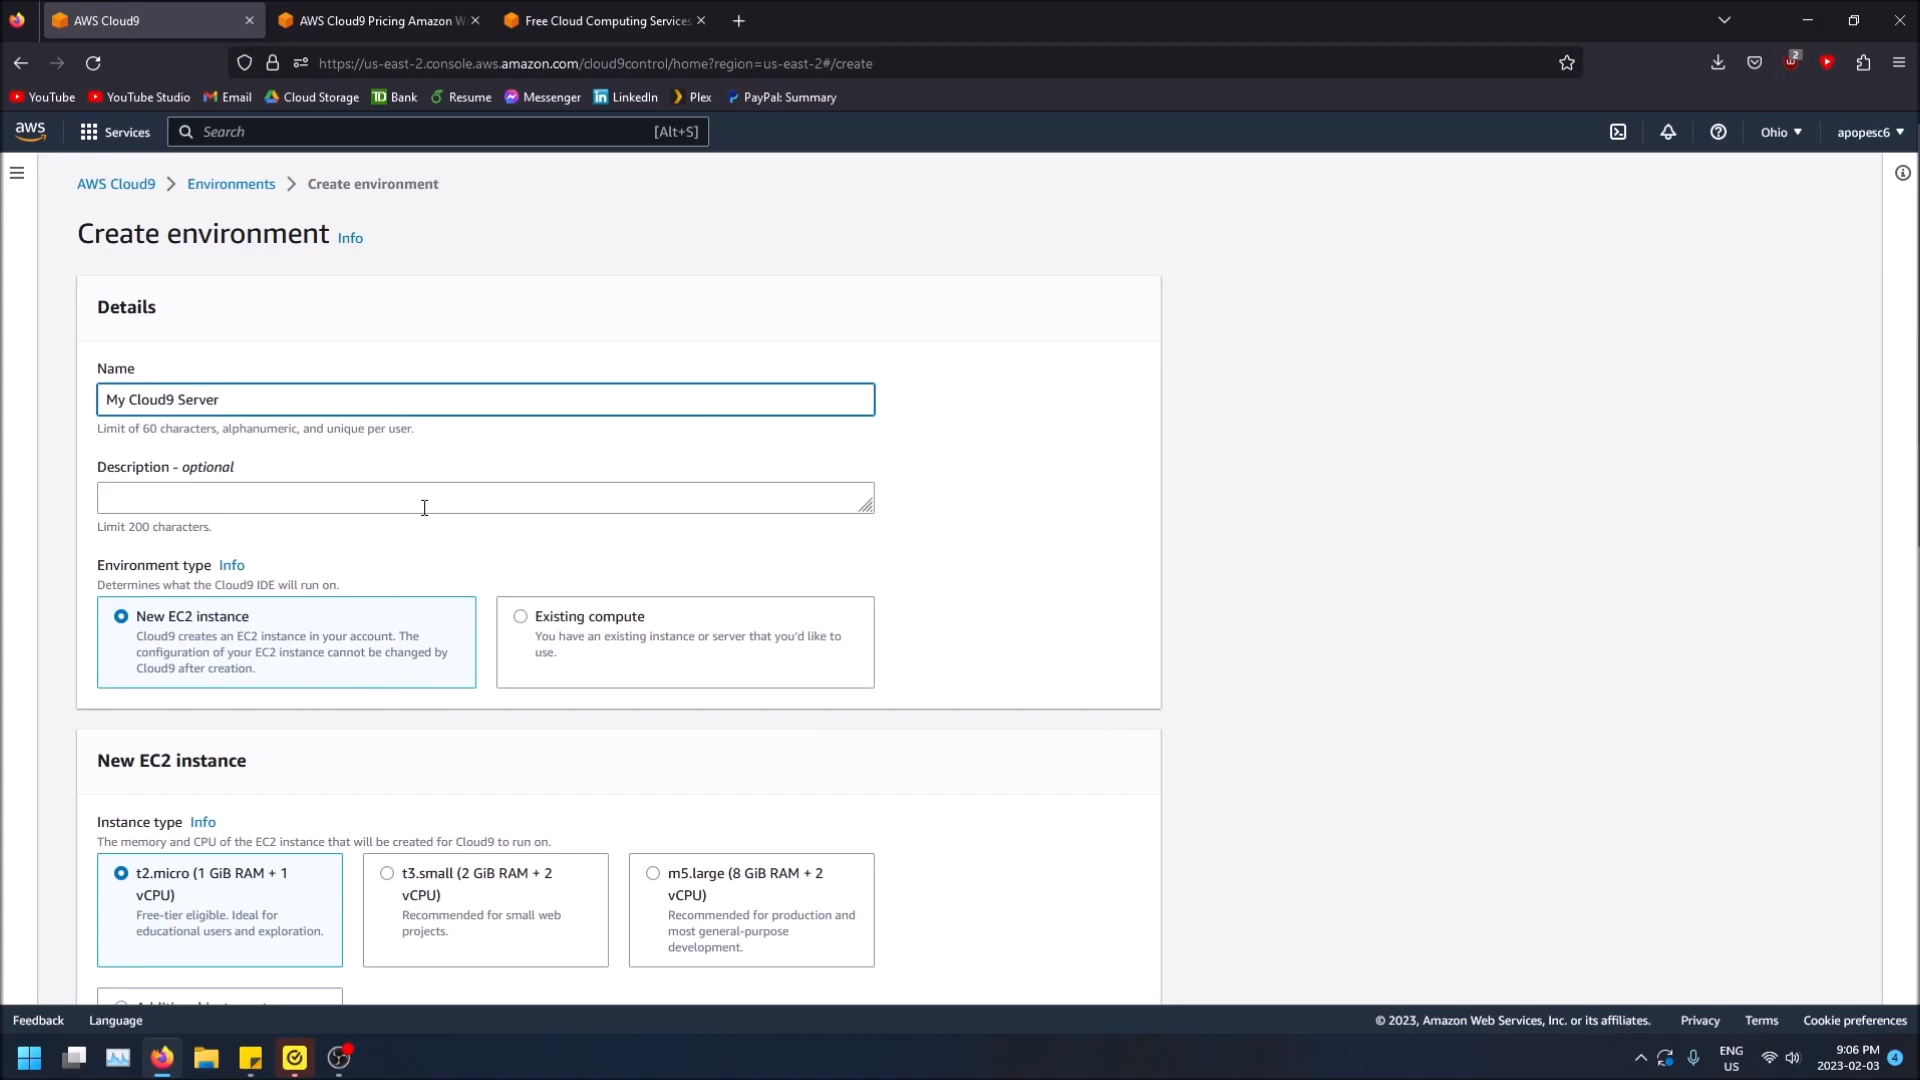 AWS Cloud9
AWS Cloud9 Pricing Amazon W
Free Cloud Computing Services
https://us-east-2.console.aws.amazon.com/cloud9control/home?region=us-east-2#/create
2
YouTube
YouTube Studio
Email
Cloud Storage
TD Bank
Resume
Messenger
LinkedIn
Plex
PayPal: Summary
aws
Services
Search
[Alt+S]
Ohio
apopesc6
AWS Cloud9
Environments
Create environment
Create environment Info
Details
Name
My Cloud9 Server
Limit of 60 characters, alphanumeric, and unique per user.
Description - optional
Limit 200 characters.
Environment type Info
Determines what the Cloud9 IDE will run on.
New EC2 instance
Cloud9 creates an EC2 instance in your account. The
configuration of your EC2 instance cannot be changed by
Cloud9 after creation.
Existing compute
You have an existing instance or server that you'd like to
use.
New EC2 instance
Instance type Info
The memory and CPU of the EC2 instance that will be created for Cloud9 to run on.
t2.micro (1 GiB RAM + 1
vCPU)
Free-tier eligible. Ideal for
educational users and exploration.
t3.small (2 GiB RAM + 2
vCPU)
Recommended for small web
projects.
m5.large (8 GiB RAM + 2
vCPU)
Recommended for production and
most general-purpose
development.
Feedback
Language
© 2023, Amazon Web Services, Inc. or its affiliates.
Privacy
Terms
Cookie preferences
ENG
US
9:06 PM
2023-02-03
4